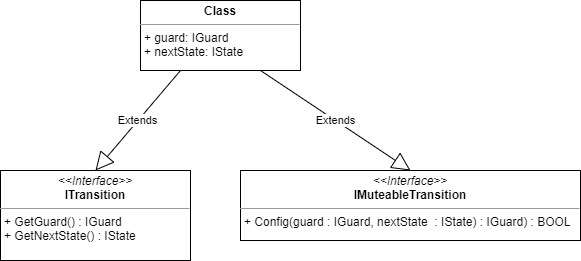 Class
+ guard: IGuard
+ nextState: IState
Extends
Extends
<<Interface>>
ITransition
+ GetGuard() : IGuard
+ GetNextState() : IState
<<Interface>>
IMuteableTransition
+ Config(guard : IGuard, nextState : IState) : IGuard) : BOOL